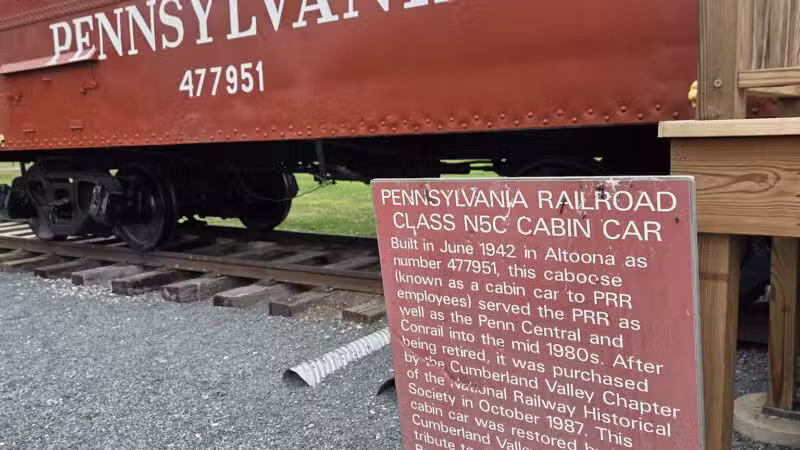 PENNSYLVAN
477951
PENNSYLVANIA RAILROAD
CLASS N5C CABIN CAR
Built in June 1942 in Altoona as
number 477951, this caboose
(known as a cabin car to PRR
employees) served the PRR as
well as the Penn Central and
Conrail into the mid 1980s. After
being retired, it was purchased
by the Cumberland Valley Chapter
of the National Railway Historical
Society in October 1987. This
cabin car was restored by
Cumberland Valle
tribute